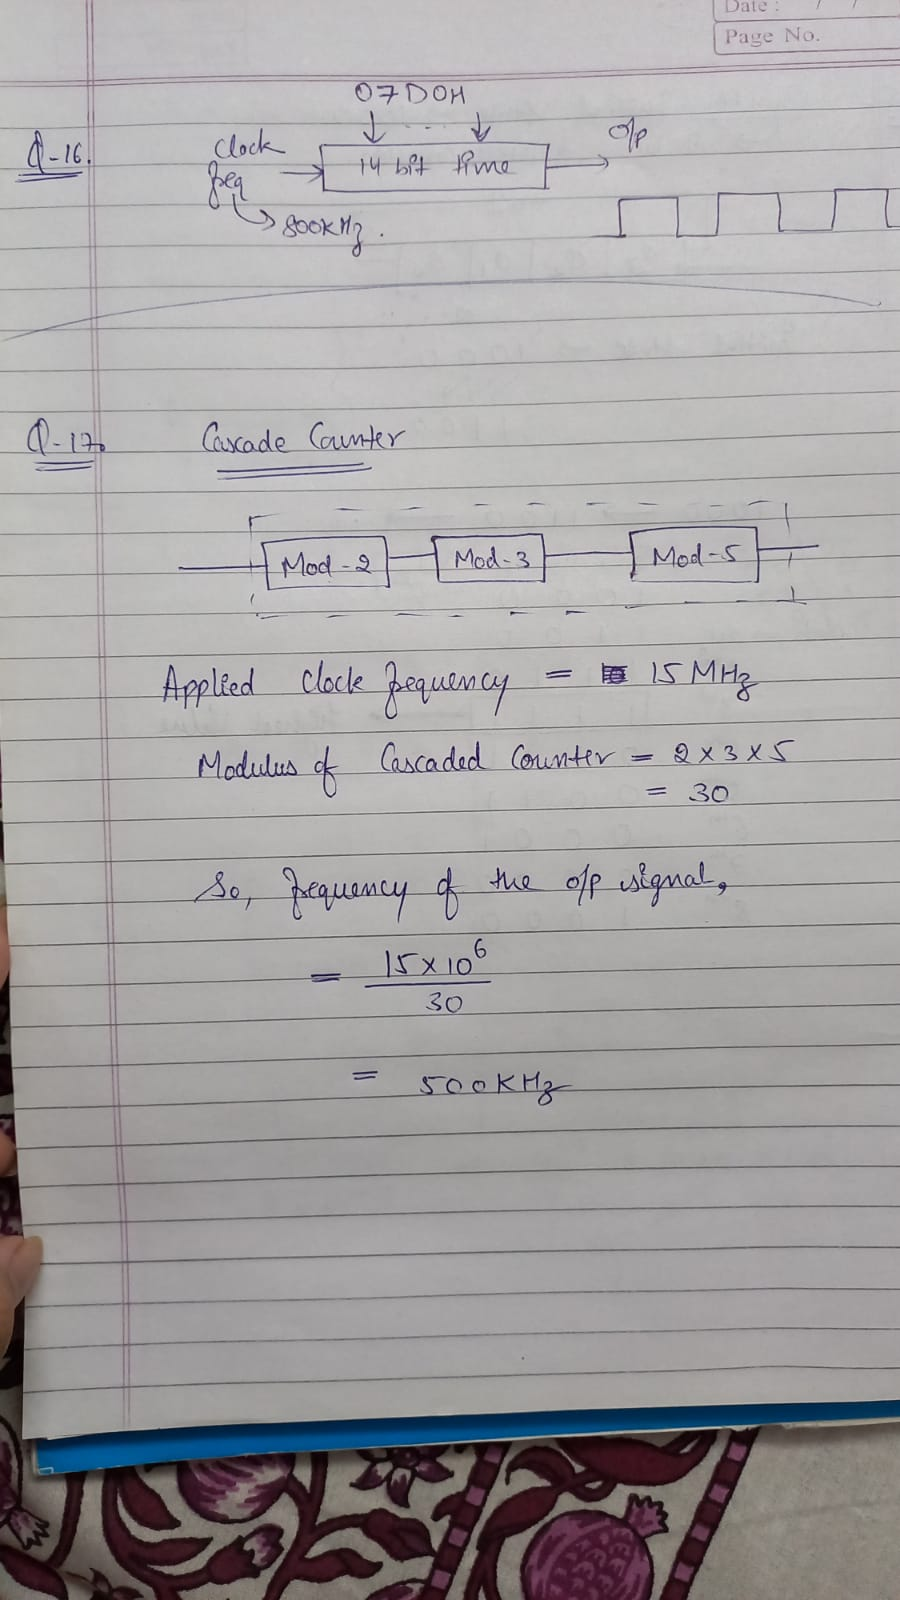 Date : / /
Page No.
07D0H
Q-16.
Clock
freq
14 bit time
o/p
800KHz.
Q-17.
Cascade Counter
Mod-2
Mod-3
Mod-5
Applied Clock frequency = 15 MHz
Modulus of Cascaded Counter = 2 x 3 x 5
= 30
So, frequency of the o/p signal,
= 15 x 10^6
30
= 500KHz